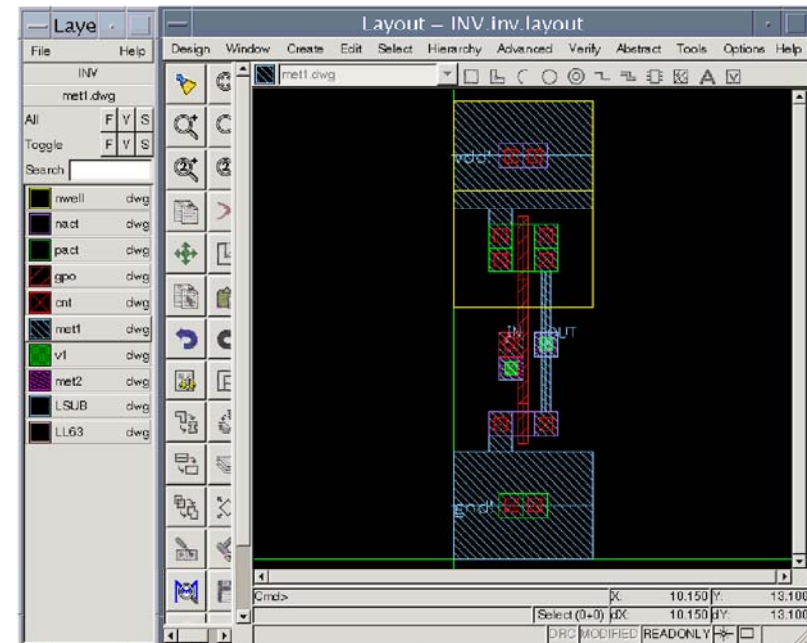 Laye
File Help
INV
met1.dwg
All F V S
Toggle F V S
Search
nwell dwg
nact dwg
pact dwg
gpo dwg
cnt dwg
met1 dwg
v1 dwg
met2 dwg
LSUB dwg
LL63 dwg
Layout – INV.inv.layout
Design Window Create Edit Select Hierarchy Advanced Verify Abstract Tools Options Help
met1.dwg
vdd!
IN OUT
gnd!
Cmd> X: 10.150 Y: 13.100
Select (0+0) dX: 10.150 dY: 13.100
DRC MODIFIED READONLY